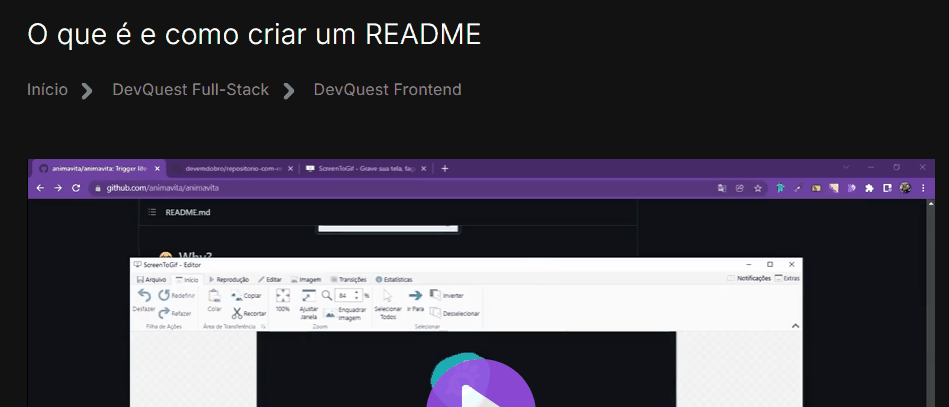 O que é e como criar um README
Início DevQuest Full-Stack DevQuest Frontend
animavita/animavita: Trigger life devemdobro/repositorio-com-r ScreenToGif - Grave sua tela, faç
github.com/animavita/animavita
README.md
Why?
ScreenToGif - Editor
Arquivo Início Reprodução Editar Imagem Transições Estatísticas Notificações Extras
Desfazer Redefinir Refazer Colar Copiar Recortar 100% Ajustar Janela 84 % Enquadrar Imagem Selecionar Todos Ir Para Inverter Desselecionar
Pilha de Ações Área de Transferência Zoom Selecionar